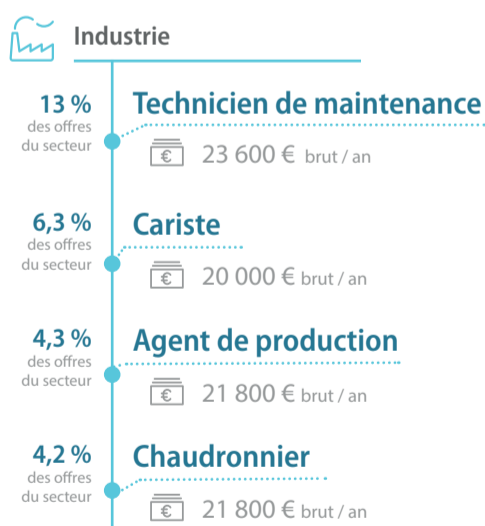 Industrie
13 %
des offres
du secteur
Technicien de maintenance
€ 23 600 € brut / an
6,3 %
des offres
du secteur
Cariste
€ 20 000 € brut / an
4,3 %
des offres
du secteur
Agent de production
€ 21 800 € brut / an
4,2 %
des offres
du secteur
Chaudronnier
€ 21 800 € brut / an